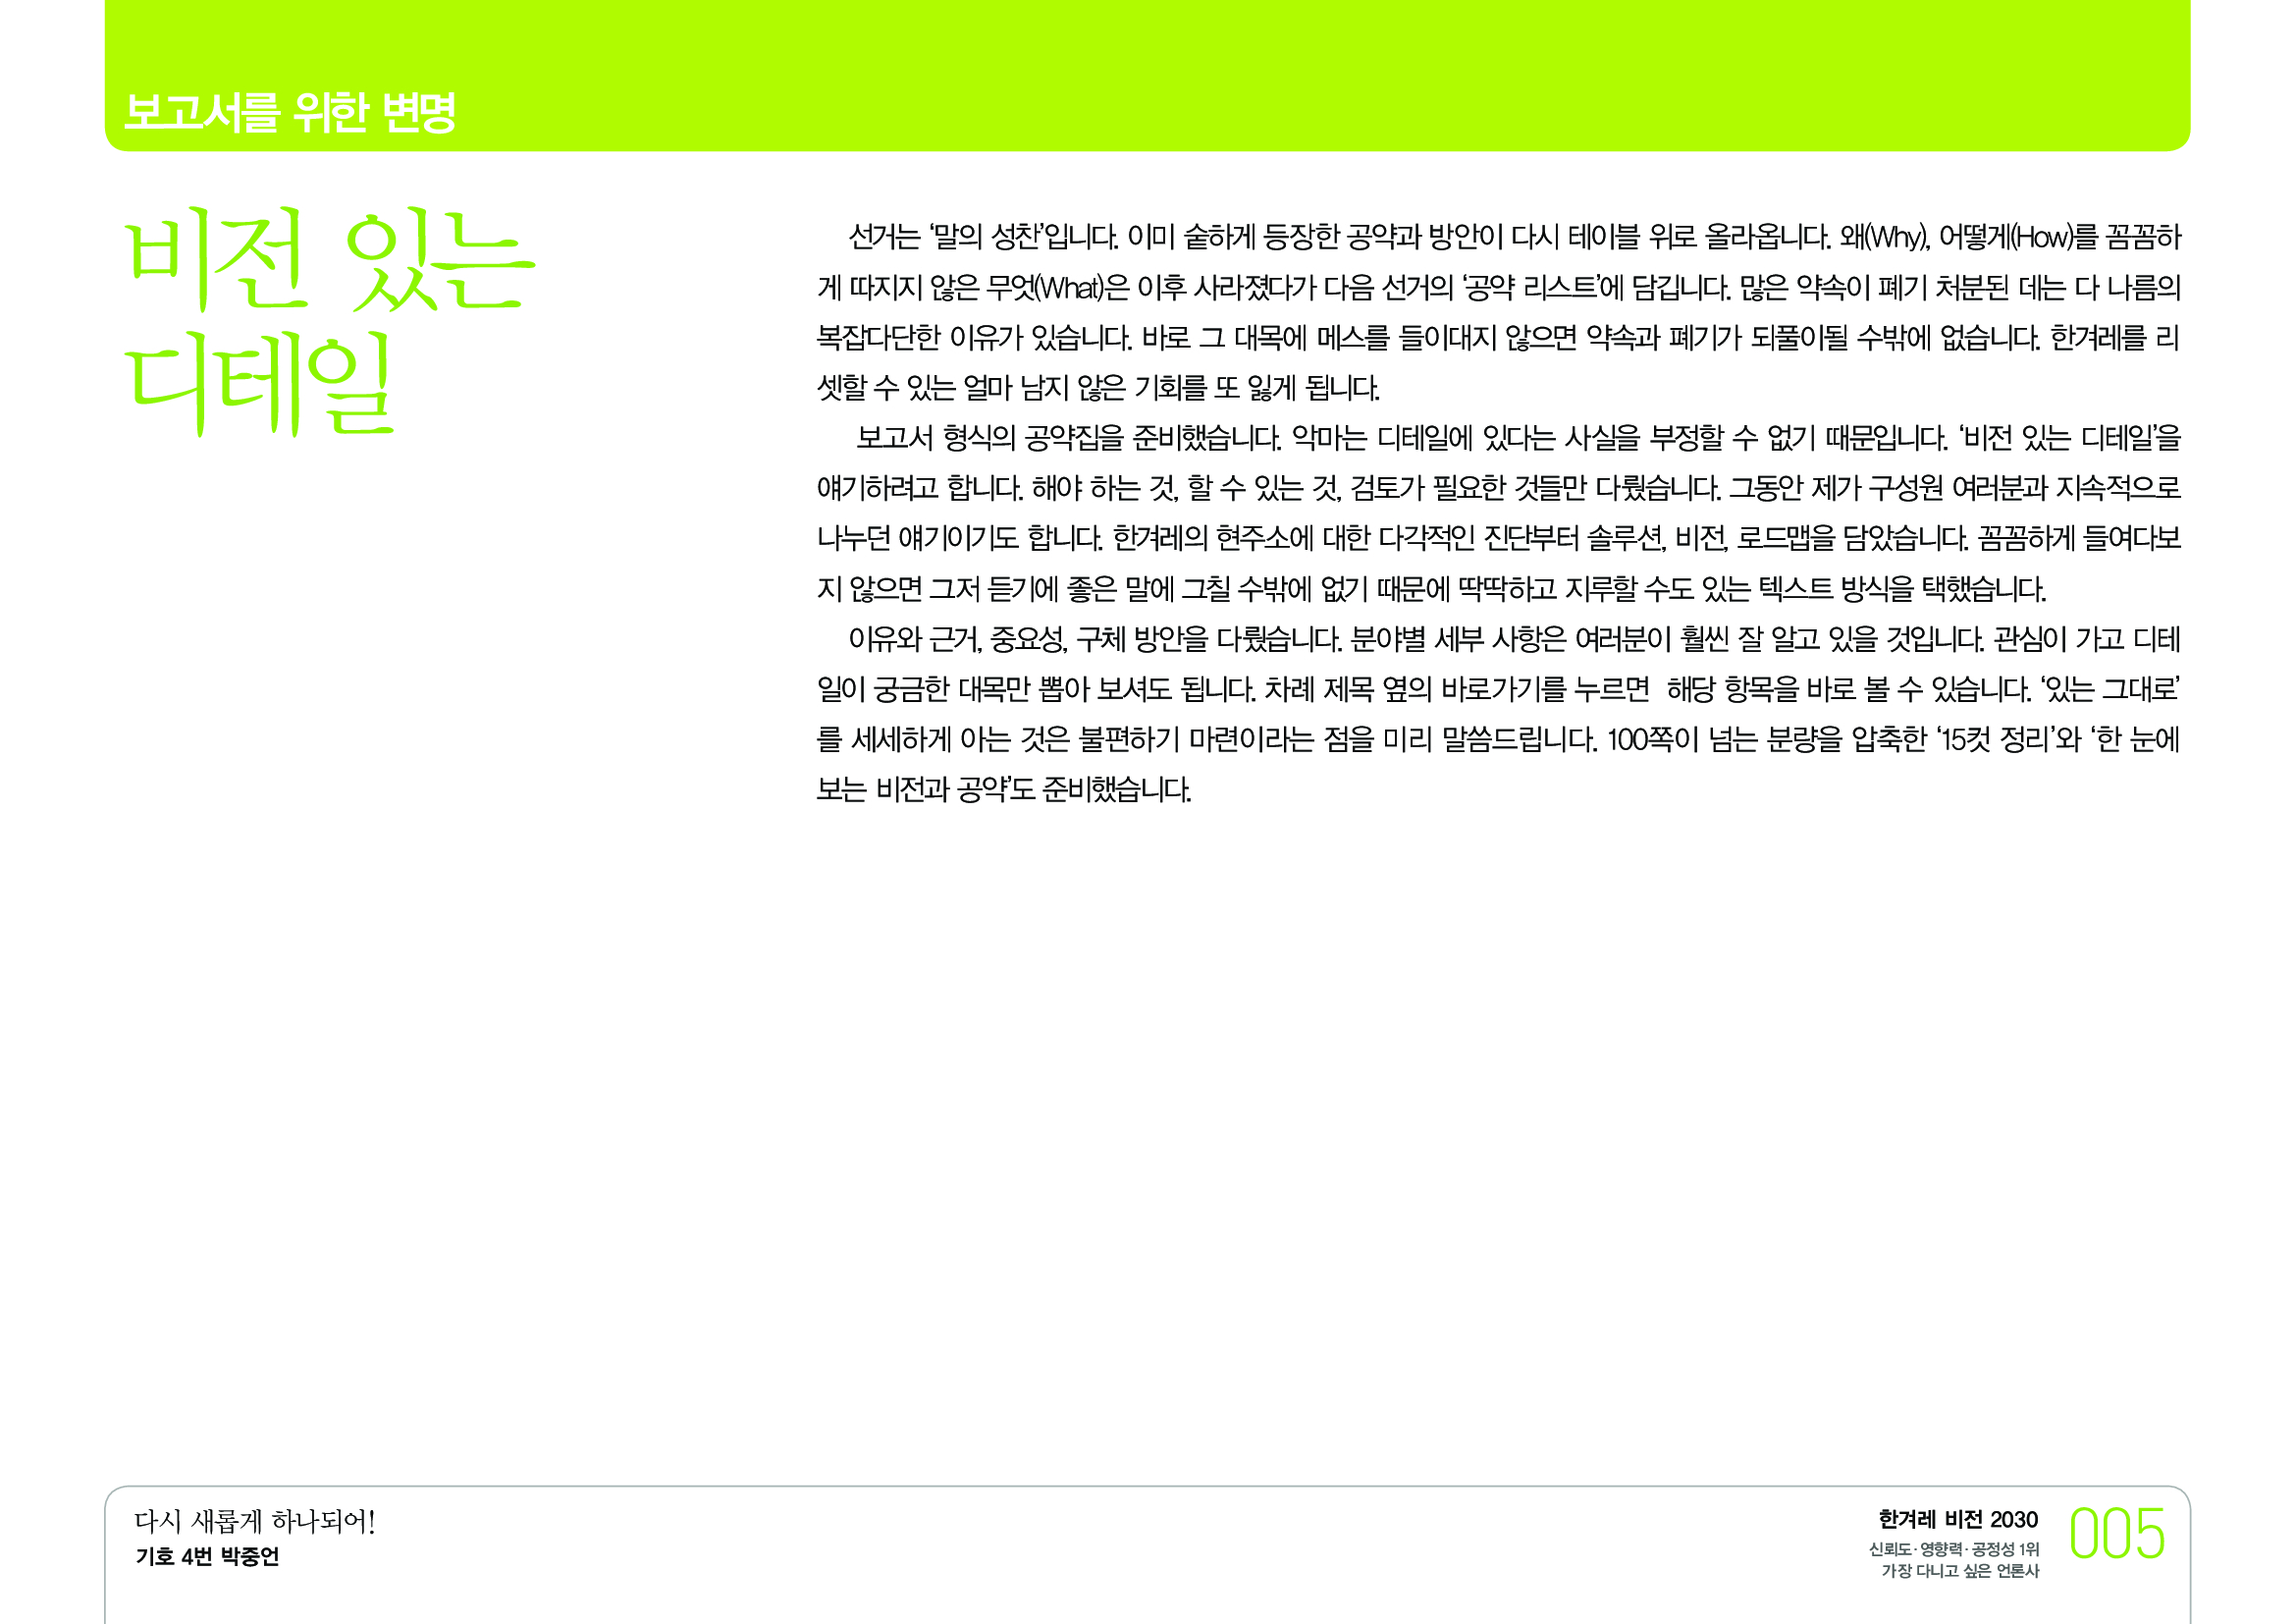 보고서를 위한 변명
비전 있는
디테일
선거는 ‘말의 성찬’입니다. 이미 숱하게 등장한 공약과 방안이 다시 테이블 위로 올라옵니다. 왜(Why), 어떻게(How)를 꼼꼼하
게 따지지 않은 무엇(What)은 이후 사라졌다가 다음 선거의 ‘공약 리스트’에 담깁니다. 많은 약속이 폐기 처분된 데는 다 나름의
복잡다단한 이유가 있습니다. 바로 그 대목에 메스를 들이대지 않으면 약속과 폐기가 되풀이될 수밖에 없습니다. 한겨레를 리
셋할 수 있는 얼마 남지 않은 기회를 또 잃게 됩니다.
보고서 형식의 공약집을 준비했습니다. 악마는 디테일에 있다는 사실을 부정할 수 없기 때문입니다. ‘비전 있는 디테일’을
얘기하려고 합니다. 해야 하는 것, 할 수 있는 것, 검토가 필요한 것들만 다뤘습니다. 그동안 제가 구성원 여러분과 지속적으로
나누던 얘기이기도 합니다. 한겨레의 현주소에 대한 다각적인 진단부터 솔루션, 비전, 로드맵을 담았습니다. 꼼꼼하게 들여다보
지 않으면 그저 듣기에 좋은 말에 그칠 수밖에 없기 때문에 딱딱하고 지루할 수도 있는 텍스트 방식을 택했습니다.
이유와 근거, 중요성, 구체 방안을 다뤘습니다. 분야별 세부 사항은 여러분이 훨씬 잘 알고 있을 것입니다. 관심이 가고 디테
일이 궁금한 대목만 뽑아 보셔도 됩니다. 차례 제목 옆의 바로가기를 누르면 해당 항목을 바로 볼 수 있습니다. ‘있는 그대로’
를 세세하게 아는 것은 불편하기 마련이라는 점을 미리 말씀드립니다. 100쪽이 넘는 분량을 압축한 ‘15컷 정리’와 ‘한 눈에
보는 비전과 공약’도 준비했습니다.
다시 새롭게 하나되어!
기호 4번 박중언
한겨레 비전 2030
신뢰도·영향력·공정성 1위
가장 다니고 싶은 언론사
005